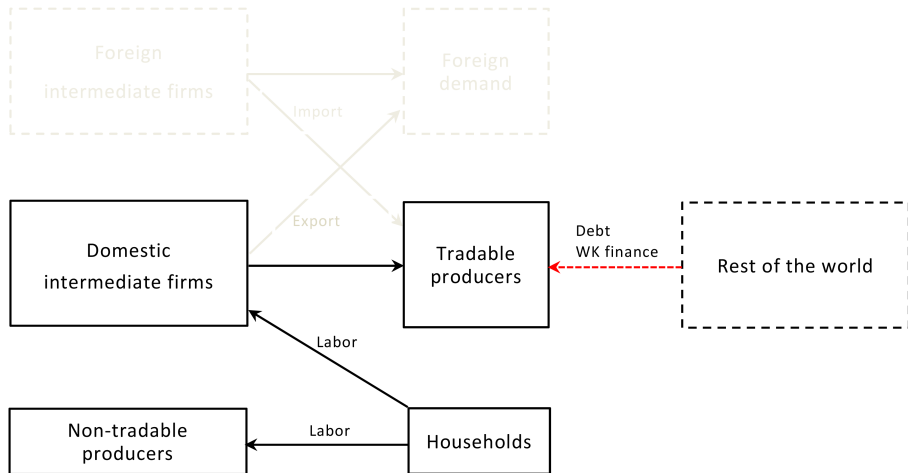 Foreign
intermediate firms
Foreign
demand
Import
Export
Domestic
intermediate firms
Tradable
producers
Debt
WK finance
Rest of the world
Labor
Non-tradable
producers
Labor
Households